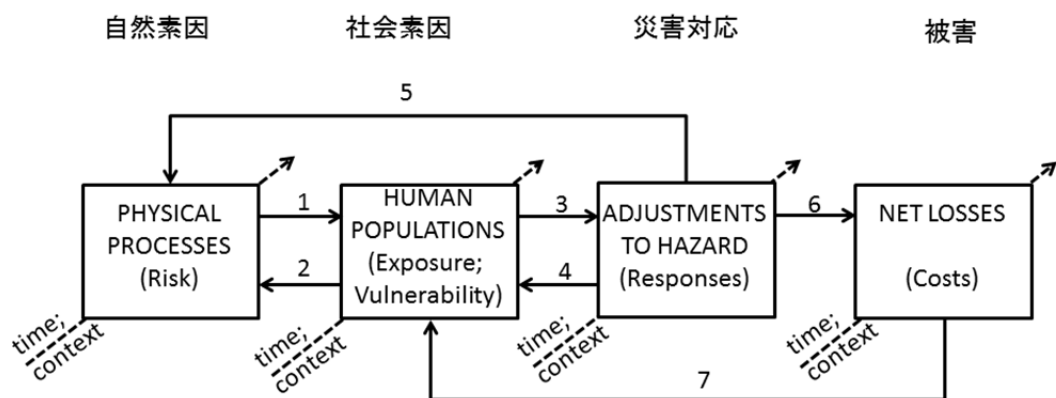 自然素因
社会素因
災害対応
被害
5
PHYSICAL
PROCESSES
(Risk)
1
2
HUMAN
POPULATIONS
(Exposure;
Vulnerability)
3
4
ADJUSTMENTS
TO HAZARD
(Responses)
6
NET LOSSES
(Costs)
time;
context
time;
context
time;
context
time;
context
7